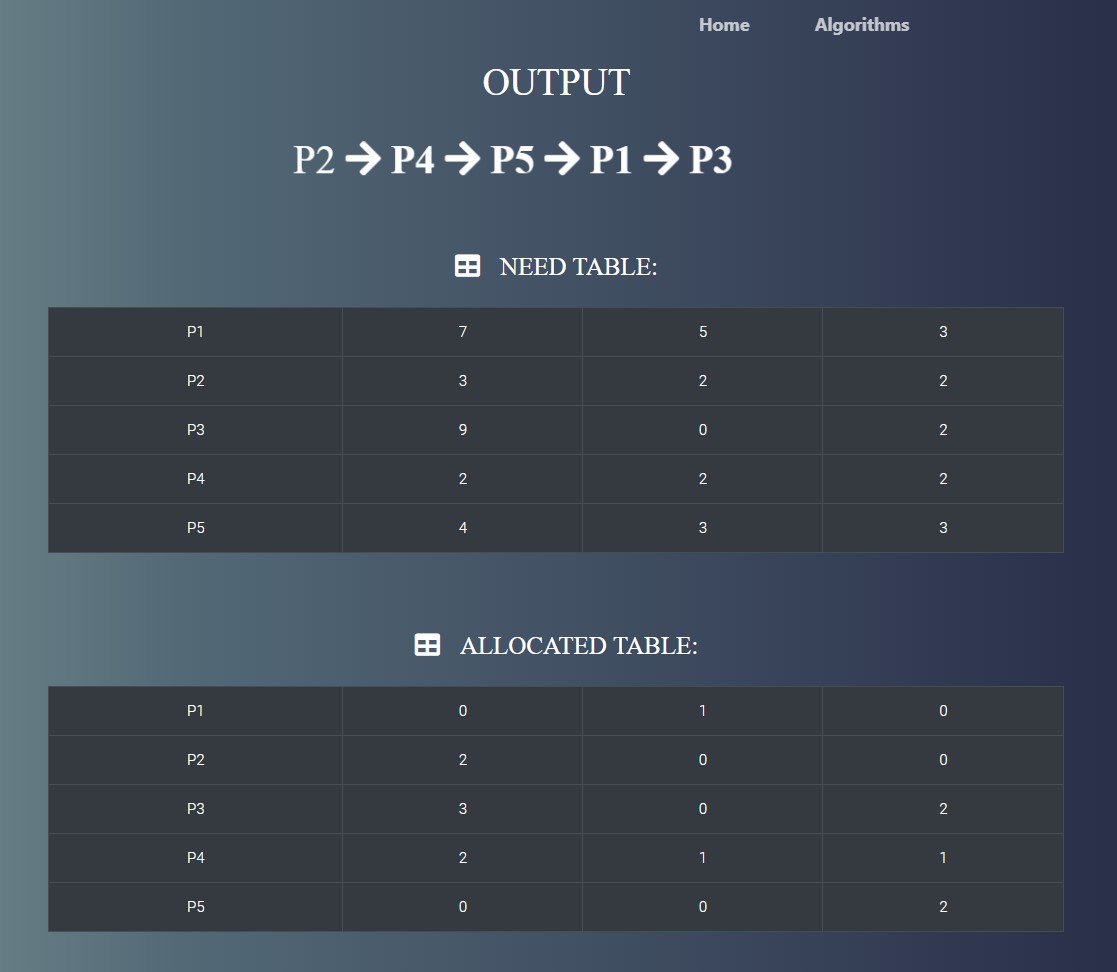 Home Algorithms
OUTPUT
P2 → P4 → P5 → P1 → P3
NEED TABLE:
P1 7 5 3
P2 3 2 2
P3 9 0 2
P4 2 2 2
P5 4 3 3
ALLOCATED TABLE:
P1 0 1 0
P2 2 0 0
P3 3 0 2
P4 2 1 1
P5 0 0 2